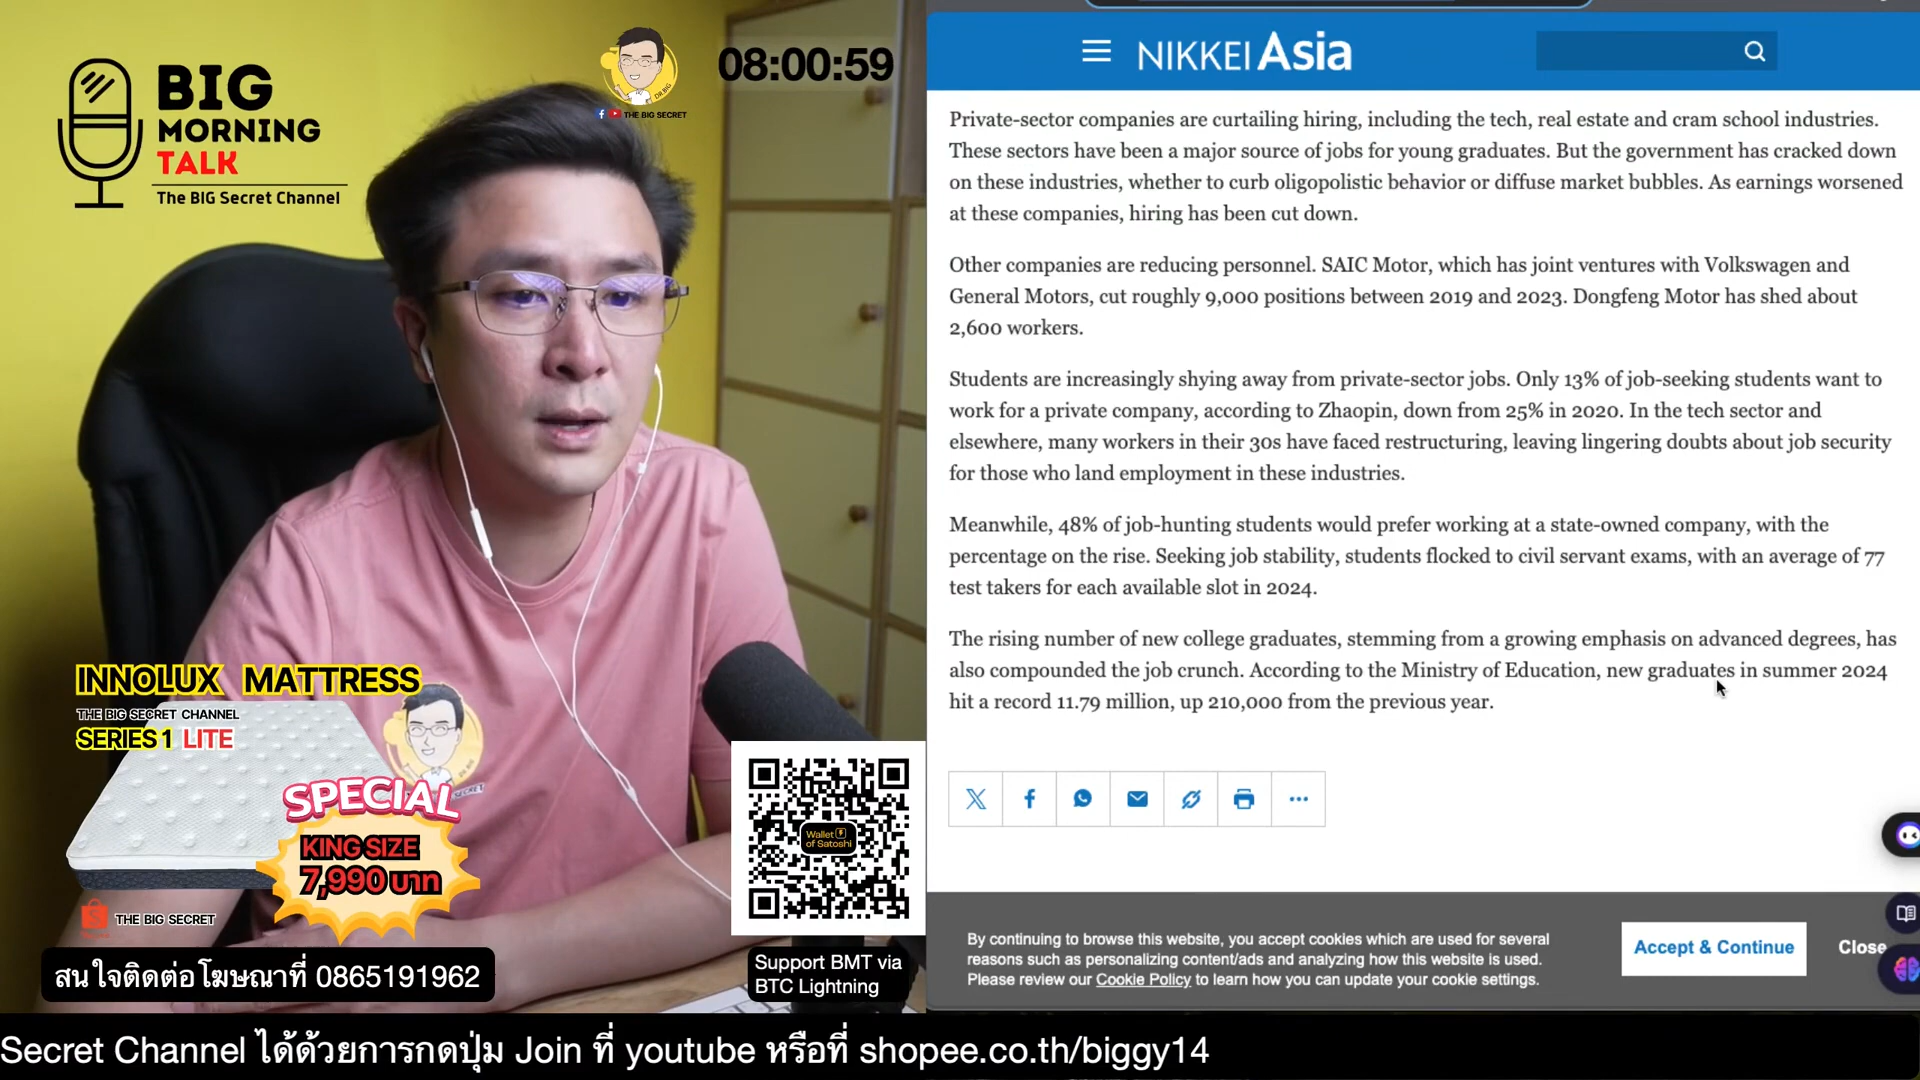 BIG
MORNING
TALK
The BIG Secret Channel
DR.BIG
THE BIG SECRET
08:00:59
NIKKEI Asia
Private-sector companies are curtailing hiring, including the tech, real estate and cram school industries.
These sectors have been a major source of jobs for young graduates. But the government has cracked down
on these industries, whether to curb oligopolistic behavior or diffuse market bubbles. As earnings worsened
at these companies, hiring has been cut down.
Other companies are reducing personnel. SAIC Motor, which has joint ventures with Volkswagen and
General Motors, cut roughly 9,000 positions between 2019 and 2023. Dongfeng Motor has shed about
2,600 workers.
Students are increasingly shying away from private-sector jobs. Only 13% of job-seeking students want to
work for a private company, according to Zhaopin, down from 25% in 2020. In the tech sector and
elsewhere, many workers in their 30s have faced restructuring, leaving lingering doubts about job security
for those who land employment in these industries.
Meanwhile, 48% of job-hunting students would prefer working at a state-owned company, with the
percentage on the rise. Seeking job stability, students flocked to civil servant exams, with an average of 77
test takers for each available slot in 2024.
The rising number of new college graduates, stemming from a growing emphasis on advanced degrees, has
also compounded the job crunch. According to the Ministry of Education, new graduates in summer 2024
hit a record 11.79 million, up 210,000 from the previous year.
By continuing to browse this website, you accept cookies which are used for several
reasons such as personalizing content/ads and analyzing how this website is used.
Please review our Cookie Policy to learn how you can update your cookie settings.
Accept & Continue
Close
INNOLUX MATTRESS
THE BIG SECRET CHANNEL
SERIES 1 LITE
SPECIAL
KING SIZE
7,990 บาท
THE BIG SECRET
สนใจติดต่อโฆษณาที่ 0865191962
Wallet
of Satoshi
Support BMT via
BTC Lightning
Secret Channel ได้ด้วยการกดปุ่ม Join ที่ youtube หรือที่ shopee.co.th/biggy14